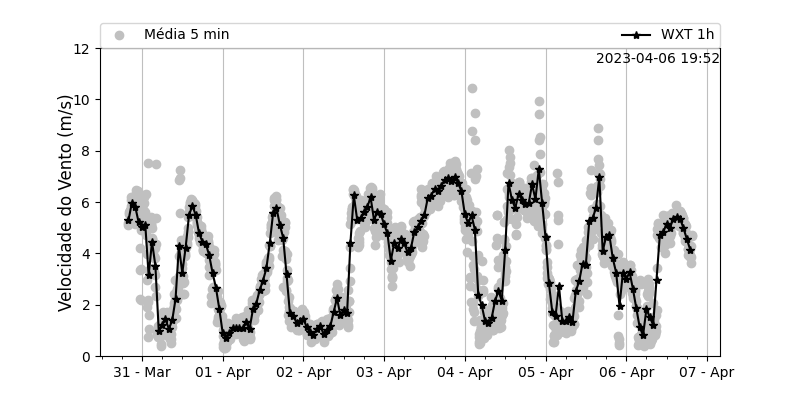 Média 5 min
WXT 1h
2023-04-06 19:52
Velocidade do Vento (m/s)
12
10
8
6
4
2
0
31 - Mar
01 - Apr
02 - Apr
03 - Apr
04 - Apr
05 - Apr
06 - Apr
07 - Apr